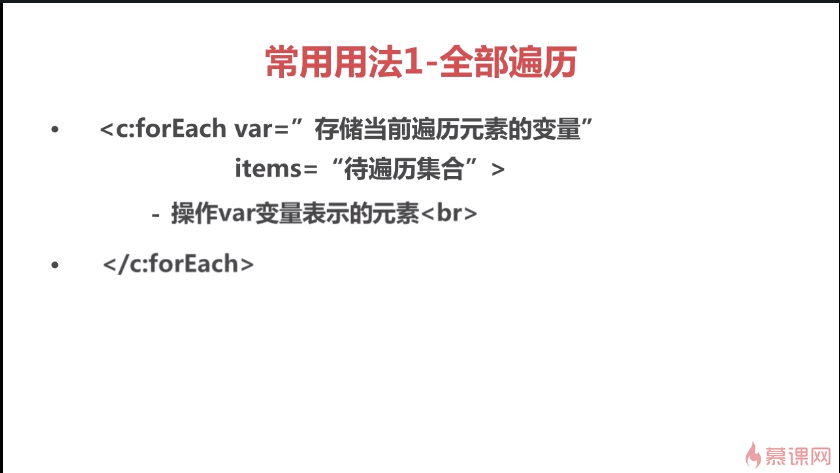 常用用法1-全部遍历
• <c:forEach var=”存储当前遍历元素的变量”
items=“待遍历集合”>
- 操作var变量表示的元素<br>
• </c:forEach>
慕课网